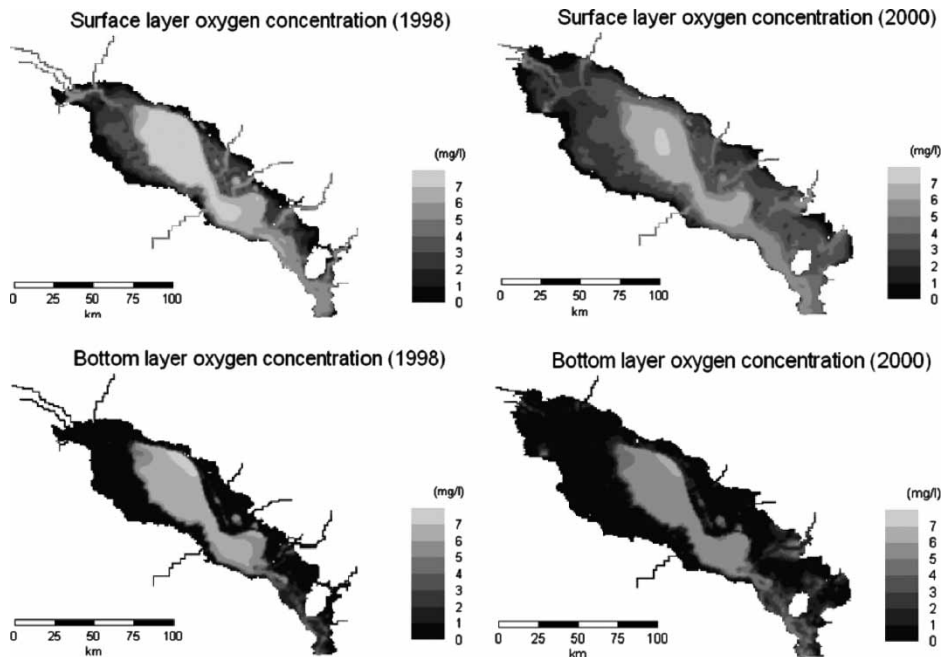 Surface layer oxygen concentration (1998)
(mg/l)
7
6
5
4
3
2
1
0
0 25 50 75 100
km
Surface layer oxygen concentration (2000)
(mg/l)
7
6
5
4
3
2
1
0
0 25 50 75 100
km
Bottom layer oxygen concentration (1998)
(mg/l)
7
6
5
4
3
2
1
0
0 25 50 75 100
km
Bottom layer oxygen concentration (2000)
(mg/l)
7
6
5
4
3
2
1
0
0 25 50 75 100
km